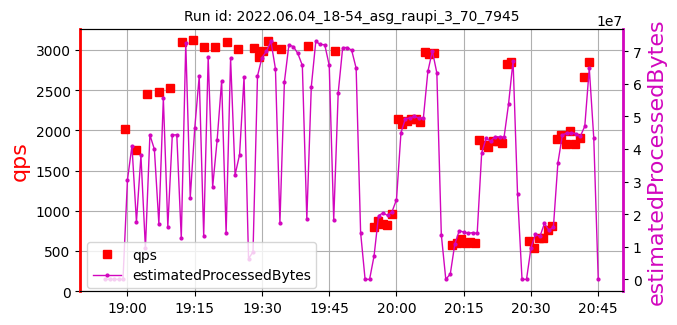 Run id: 2022.06.04_18-54_asg_raupi_3_70_7945
1e7
3000
2500
2000
1500
1000
500
0
qps
7
6
5
4
3
2
1
0
estimatedProcessedBytes
qps
estimatedProcessedBytes
19:00 19:15 19:30 19:45 20:00 20:15 20:30 20:45